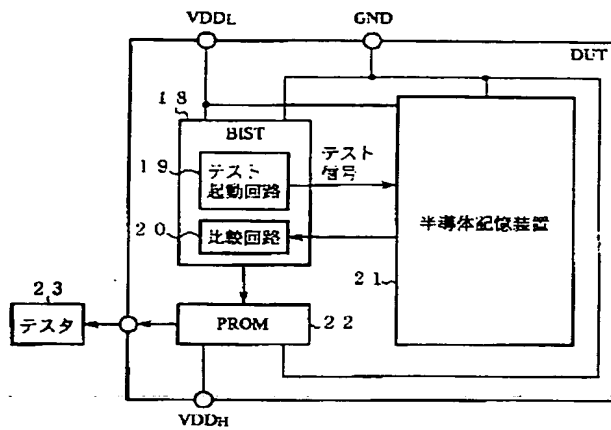 VDDL
GND
DUT
18
BIST
19
テスト
起動回路
テスト
信号
20
比較回路
半導体記憶装置
21
23
テスタ
PROM
22
VDDH